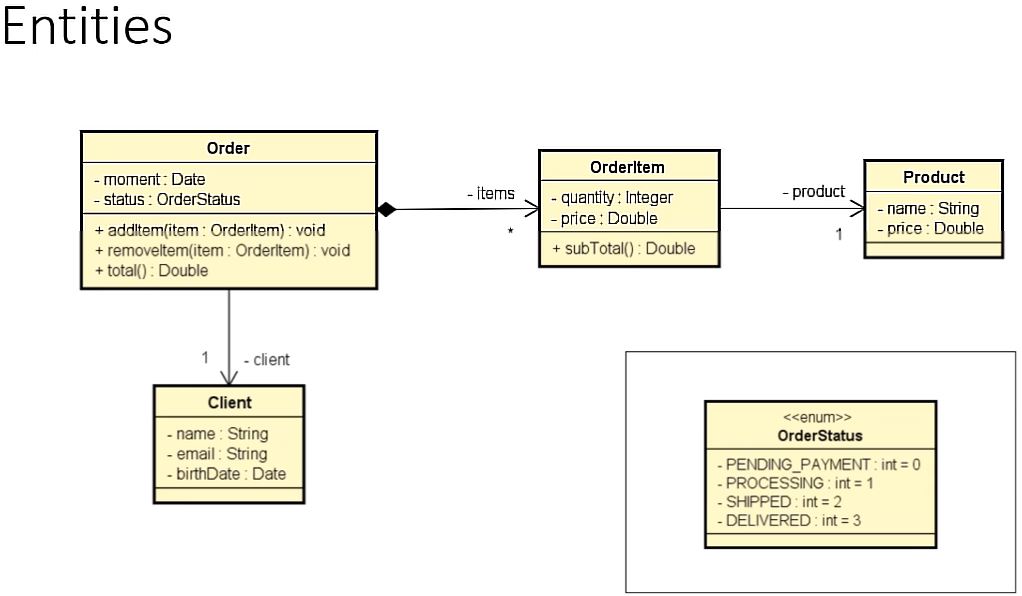 Entities
Order
- moment : Date
- status : OrderStatus
+ addItem(item : OrderItem) : void
+ removeItem(item : OrderItem) : void
+ total() : Double
- items
*
OrderItem
- quantity : Integer
- price : Double
+ subTotal() : Double
- product
1
Product
- name : String
- price : Double
1
- client
Client
- name : String
- email : String
- birthDate : Date
<<enum>>
OrderStatus
- PENDING_PAYMENT : int = 0
- PROCESSING : int = 1
- SHIPPED : int = 2
- DELIVERED : int = 3